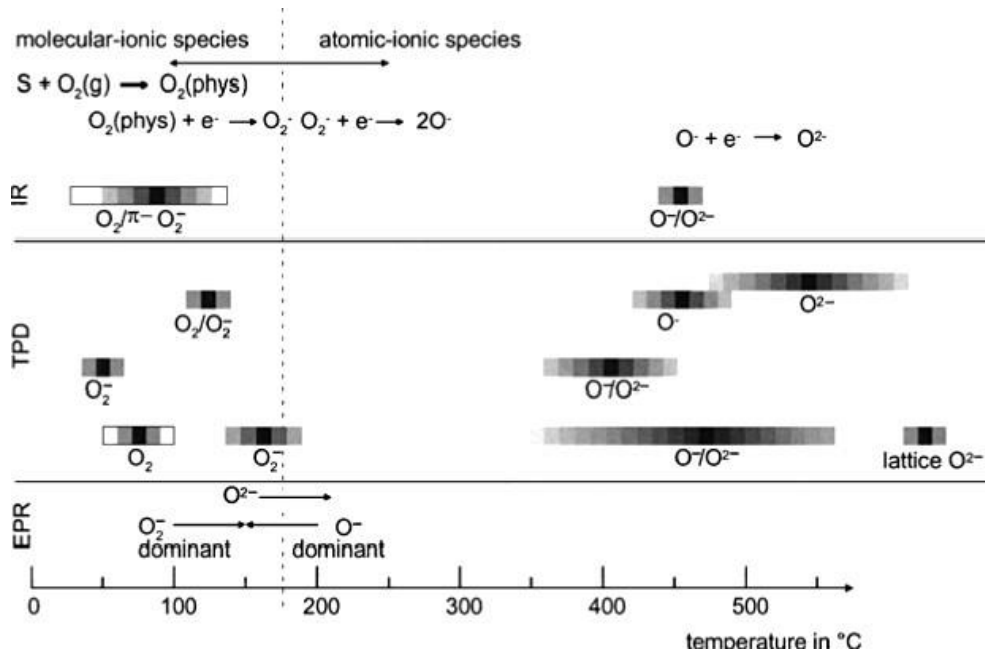 molecular-ionic species atomic-ionic species
S + O₂(g) → O₂(phys)
O₂(phys) + e⁻ → O₂⁻ O₂⁻ + e⁻ → 2O⁻
O⁻ + e⁻ → O²⁻
IR
O₂/π– O₂⁻
O⁻/O²⁻
TPD
O₂/O₂⁻
O⁻
O²⁻
O₂⁻
O⁻/O²⁻
O₂
O₂⁻
O⁻/O²⁻
lattice O²⁻
EPR
O²⁻ →
O₂⁻ → ← O⁻
dominant dominant
0 100 200 300 400 500
temperature in °C